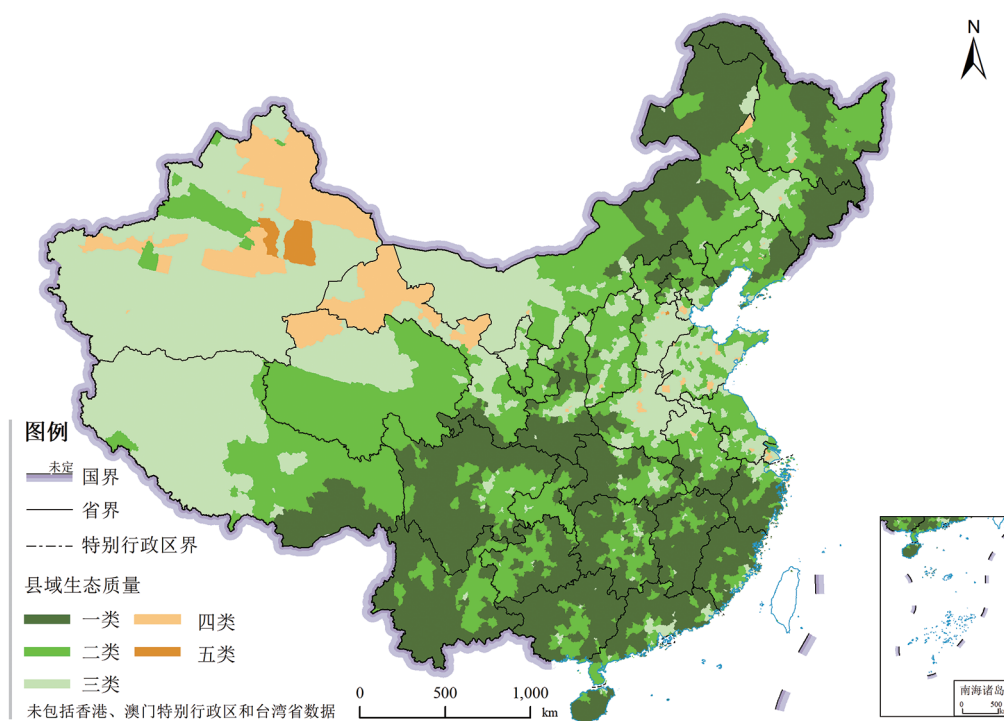 N
图例
未定
国界
省界
特别行政区界
县域生态质量
一类 四类
二类 五类
三类
未包括香港、澳门特别行政区和台湾省数据
0 500 1,000
km
南海诸岛
0 500